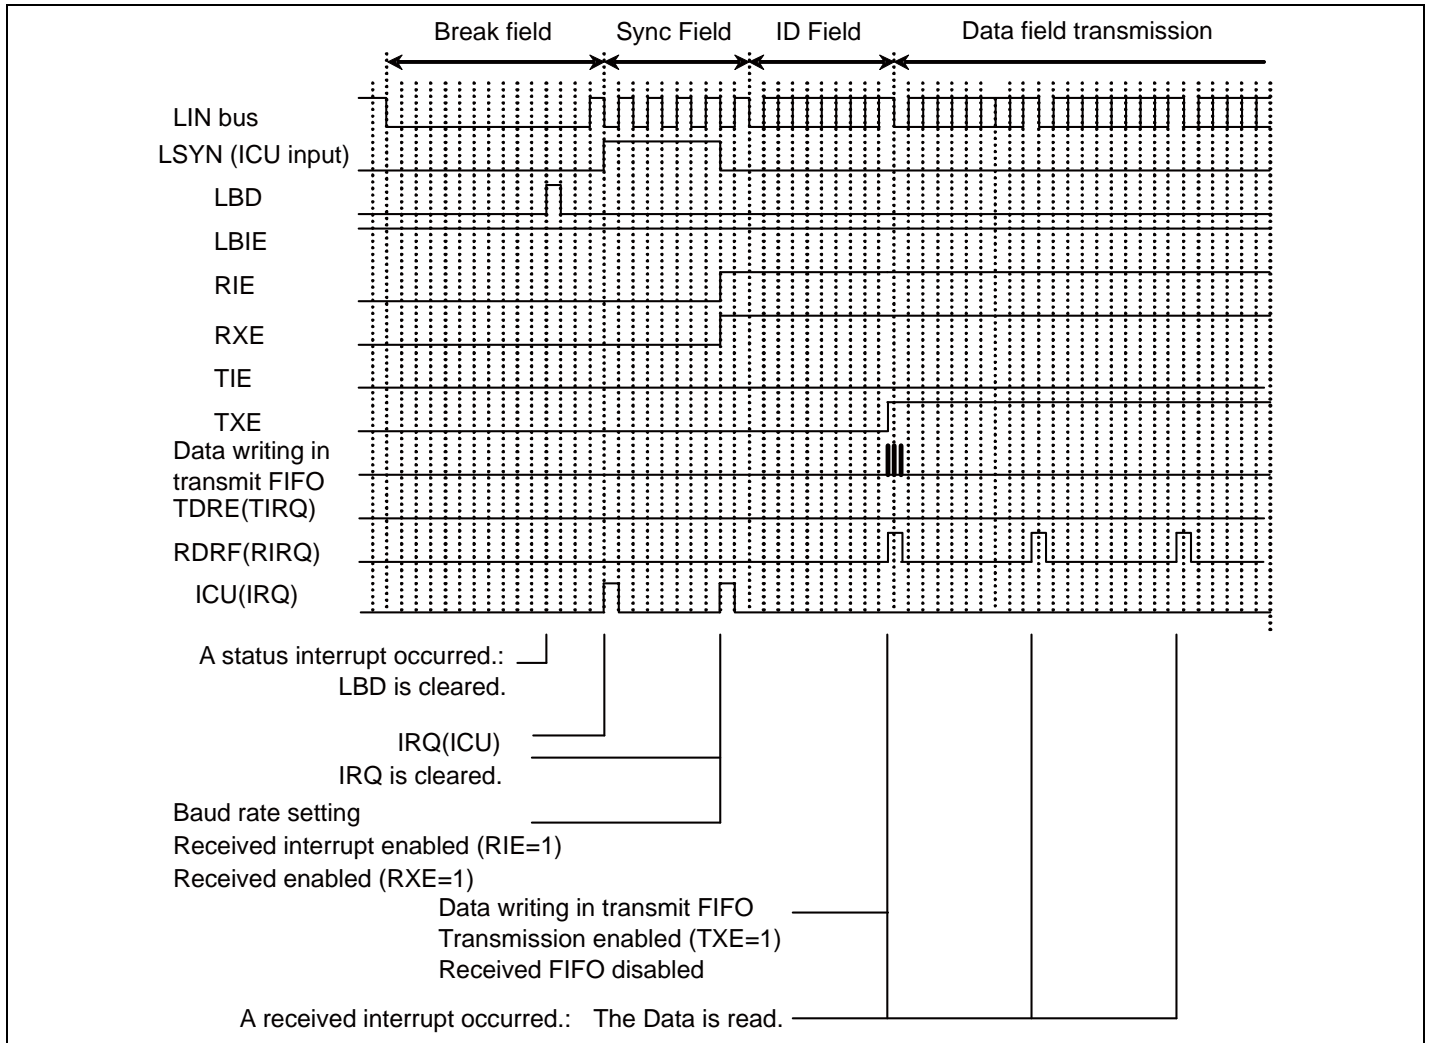 Break field Sync Field ID Field Data field transmission
LIN bus
LSYN (ICU input)
LBD
LBIE
RIE
RXE
TIE
TXE
Data writing in
transmit FIFO
TDRE(TIRQ)
RDRF(RIRQ)
ICU(IRQ)
A status interrupt occurred.:
LBD is cleared.
IRQ(ICU)
IRQ is cleared.
Baud rate setting
Received interrupt enabled (RIE=1)
Received enabled (RXE=1)
Data writing in transmit FIFO
Transmission enabled (TXE=1)
Received FIFO disabled
A received interrupt occurred.: The Data is read.